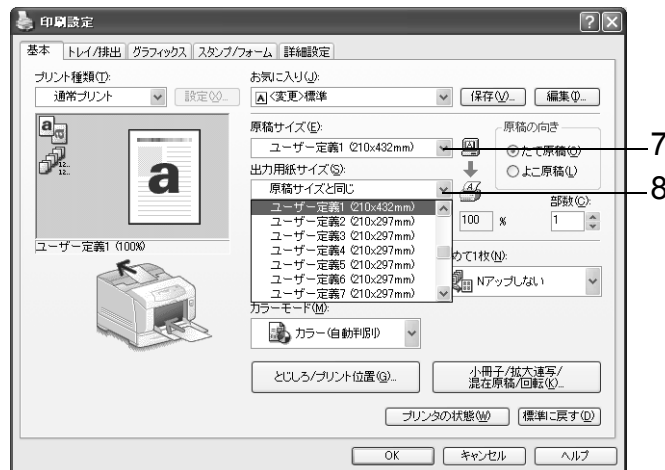 印刷設定
基本 トレイ/排出 グラフィックス スタンプ/フォーム 詳細設定
プリント種類(T):
通常プリント 設定(X)...
お気に入り(J):
<変更>標準 保存(V)... 編集(I)...
原稿サイズ(E):
ユーザー定義1 (210x432mm)
7
原稿の向き
たて原稿(O)
よこ原稿(L)
出力用紙サイズ(S):
原稿サイズと同じ
8
ユーザー定義1 (210x432mm)
ユーザー定義2 (210x297mm)
ユーザー定義3 (210x297mm)
ユーザー定義4 (210x297mm)
ユーザー定義5 (210x297mm)
ユーザー定義6 (210x297mm)
ユーザー定義7 (210x297mm)
100 %
部数(C):
1
めて1枚(N):
Nアップしない
a
ユーザー定義1 (100%)
カラーモード(M):
カラー(自動判別)
とじしろ/プリント位置(G)...
小冊子/拡大連写/
混在原稿/回転(K)...
プリンタの状態(W) 標準に戻す(D)
OK キャンセル ヘルプ